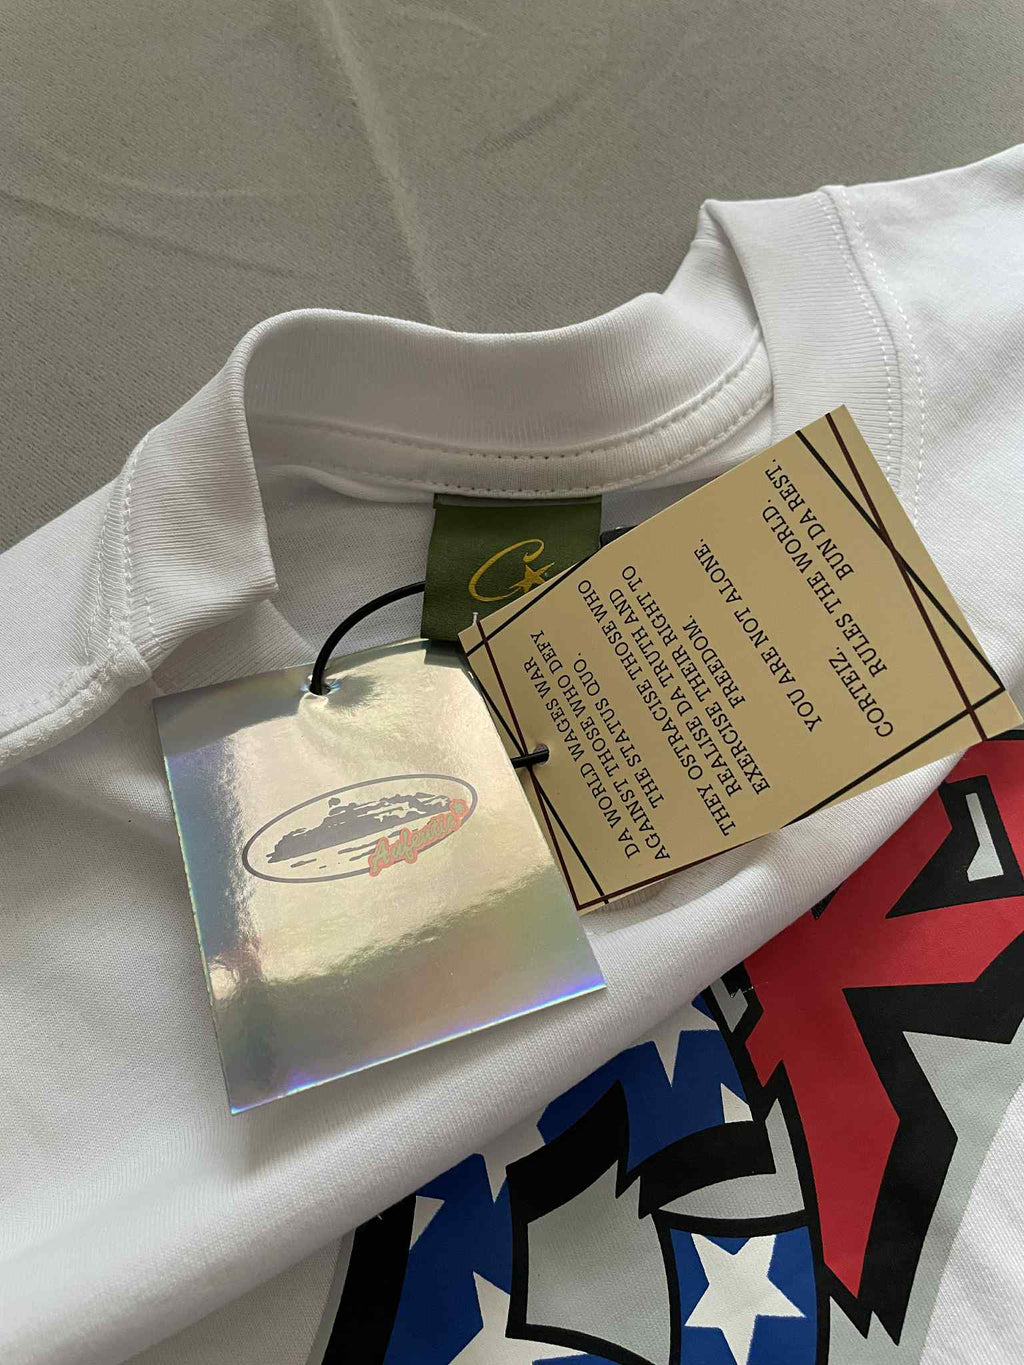 C
Authentic
DA WORLD WAGES WAR
AGAINST THOSE WHO DEFY
THE STATUS QUO.
THEY OSTRACISE THOSE WHO
REALISE DA TRUTH AND
EXERCISE THEIR RIGHT TO
FREEDOM.
YOU ARE NOT ALONE.
CORTEIZ.
RULES THE WORLD.
BUN DA REST.